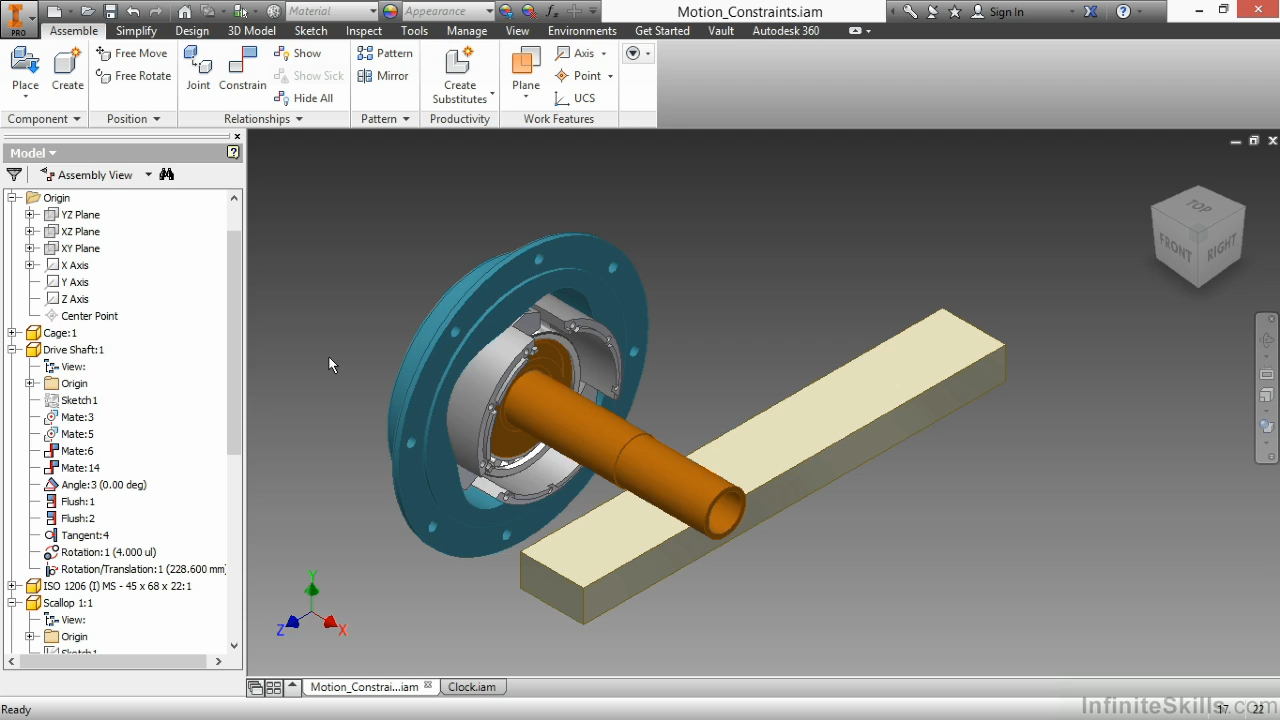 Material
Appearance
Motion_Constraints.iam
Sign In
PRO
Assemble Simplify Design 3D Model Sketch Inspect Tools Manage View Environments Get Started Vault Autodesk 360
Place
Create
Free Move
Free Rotate
Joint
Constrain
Show
Show Sick
Hide All
Pattern
Mirror
Create
Substitutes
Plane
Axis
Point
UCS
Component
Position
Relationships
Pattern
Productivity
Work Features
Model
Assembly View
Origin
YZ Plane
XZ Plane
XY Plane
X Axis
Y Axis
Z Axis
Center Point
Cage:1
Drive Shaft:1
View:
Origin
Sketch1
Mate:3
Mate:5
Mate:6
Mate:14
Angle:3 (0.00 deg)
Flush:1
Flush:2
Tangent:4
Rotation:1 (4.000 ul)
Rotation/Translation:1 (228.600 mm)
ISO 1206 (I) MS - 45 x 68 x 22:1
Scallop 1:1
View:
Origin
Sketch1
TOP
FRONT
RIGHT
Y
Z
X
Motion_Constrai...iam
Clock.iam
Ready
InfiniteSkills.com
17
22